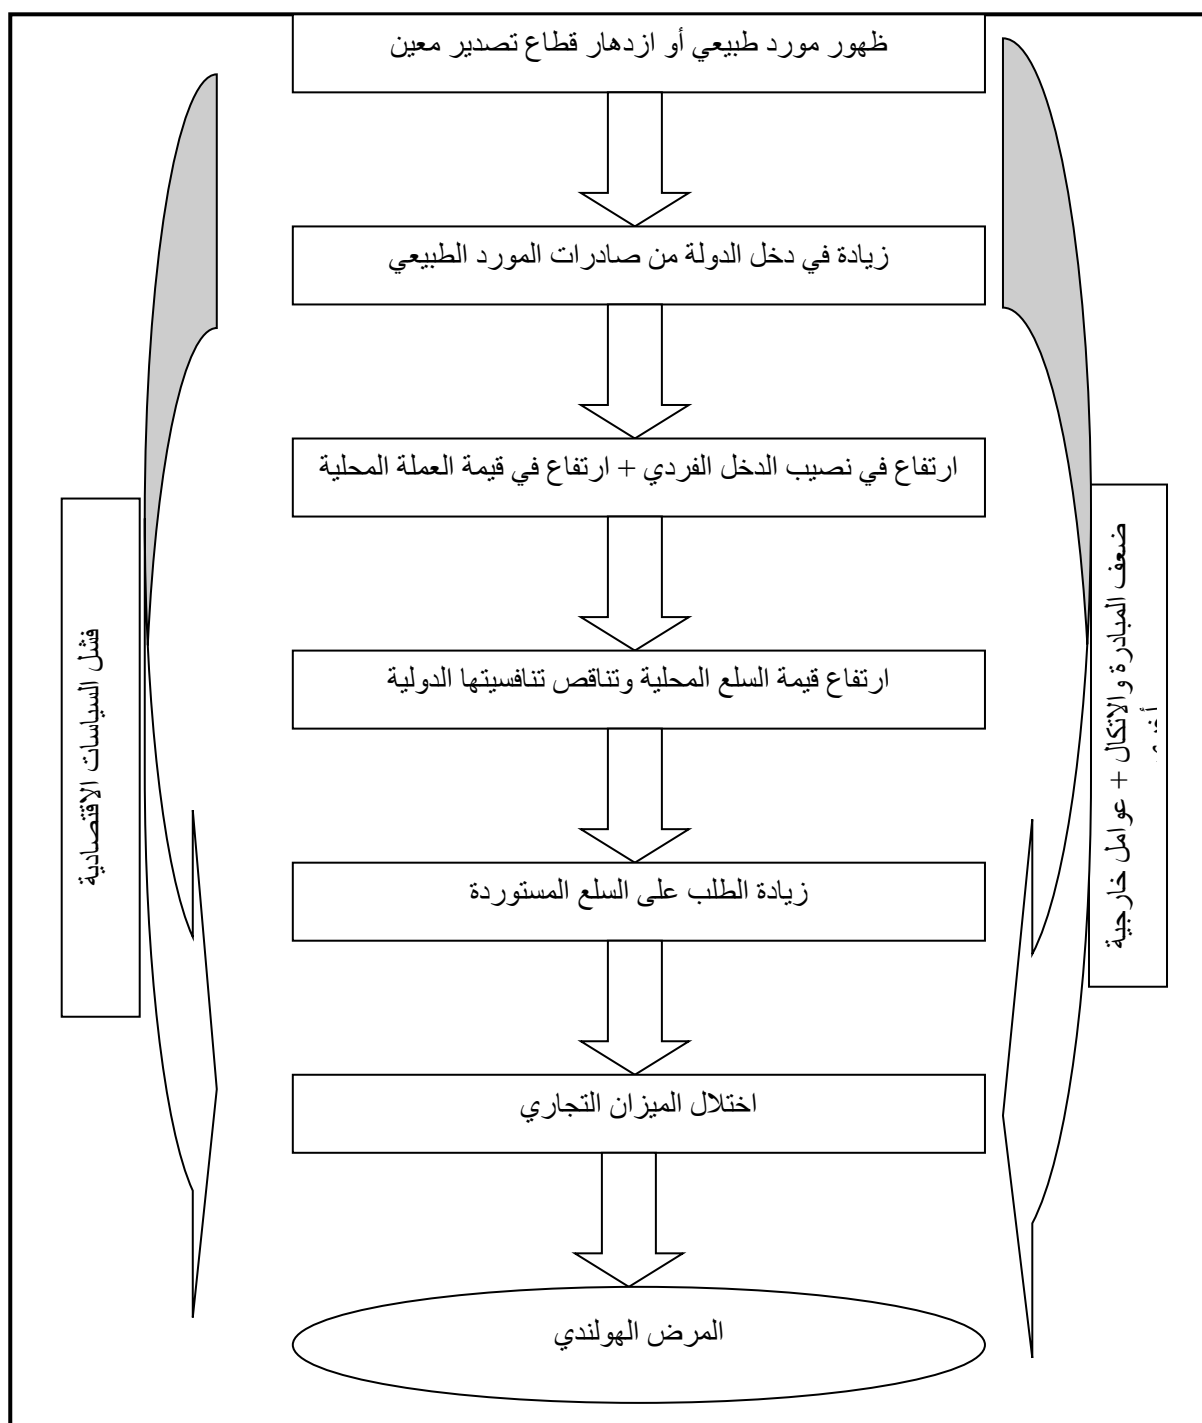 ظهور مورد طبيعي أو ازدهار قطاع تصدير معين
زيادة في دخل الدولة من صادرات المورد الطبيعي
ارتفاع في نصيب الدخل الفردي + ارتفاع في قيمة العملة المحلية
ارتفاع قيمة السلع المحلية وتناقص تنافسيتها الدولية
زيادة الطلب على السلع المستوردة
اختلال الميزان التجاري
المرض الهولندي
ضعف المبادرة والاتكال + عوامل خارجية
فشل السياسات الاقتصادية